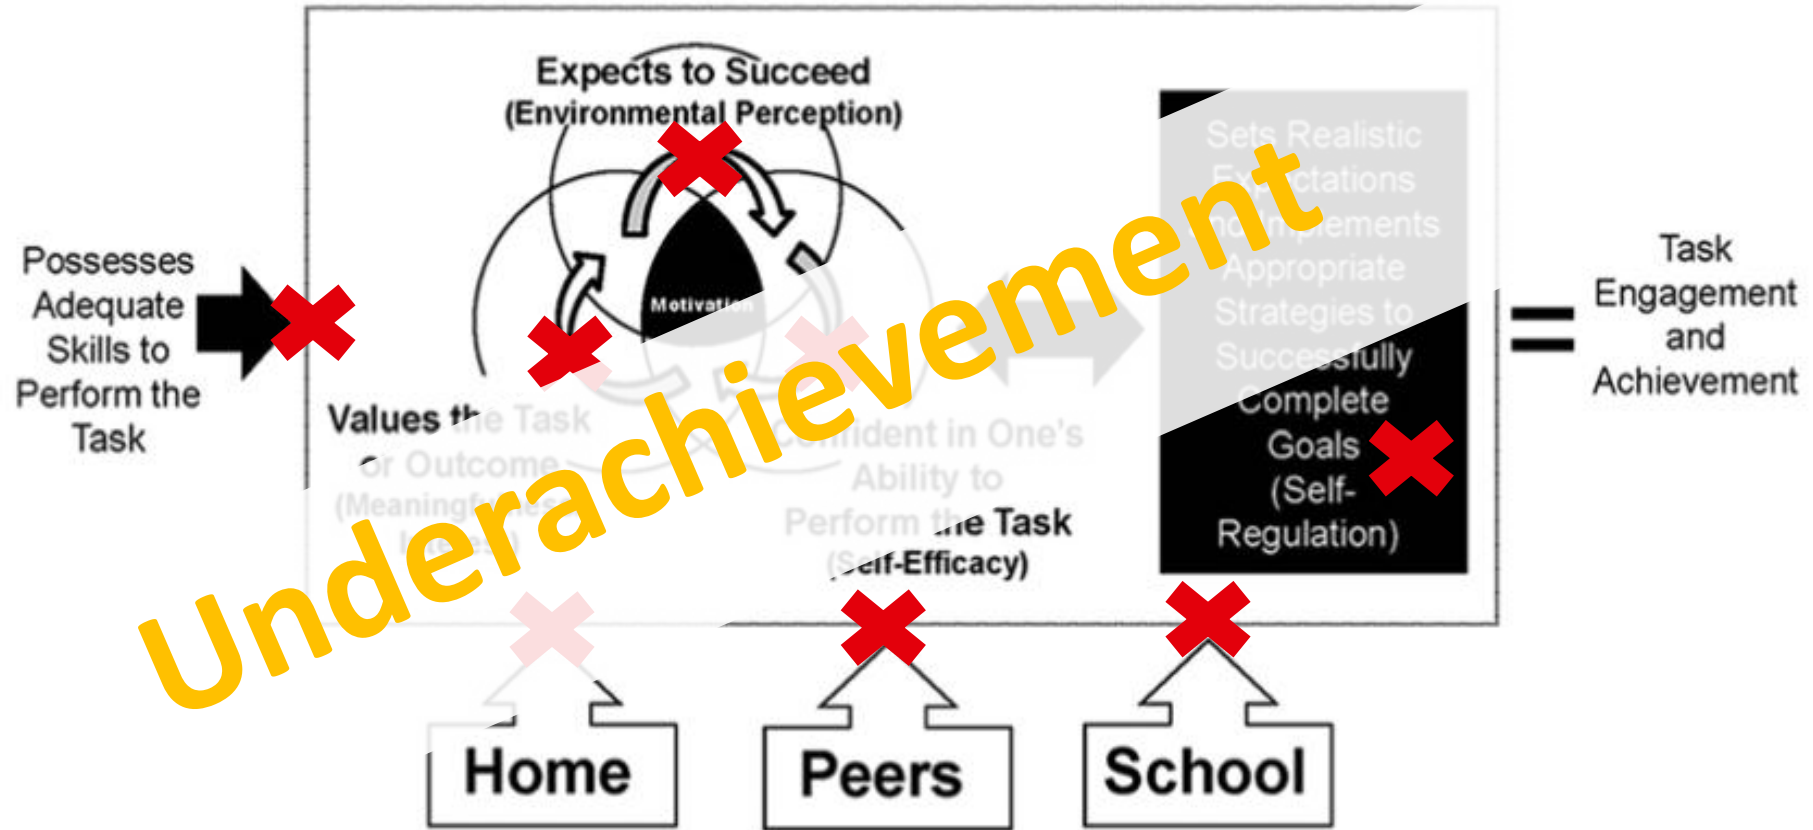 Expects to Succeed
(Environmental Perception)
Possesses
Adequate
Skills to
Perform the
Task
Motivation
Values the Task
or Outcome
(Meaningfulness
Confident in One's
Ability to
Perform the Task
(Self-Efficacy)
Sets Realistic
Expectations
and Implements
Appropriate
Strategies to
Successfully
Complete
Goals
(Self-
Regulation)
Task
Engagement
and
Achievement
Underachievement
Home
Peers
School